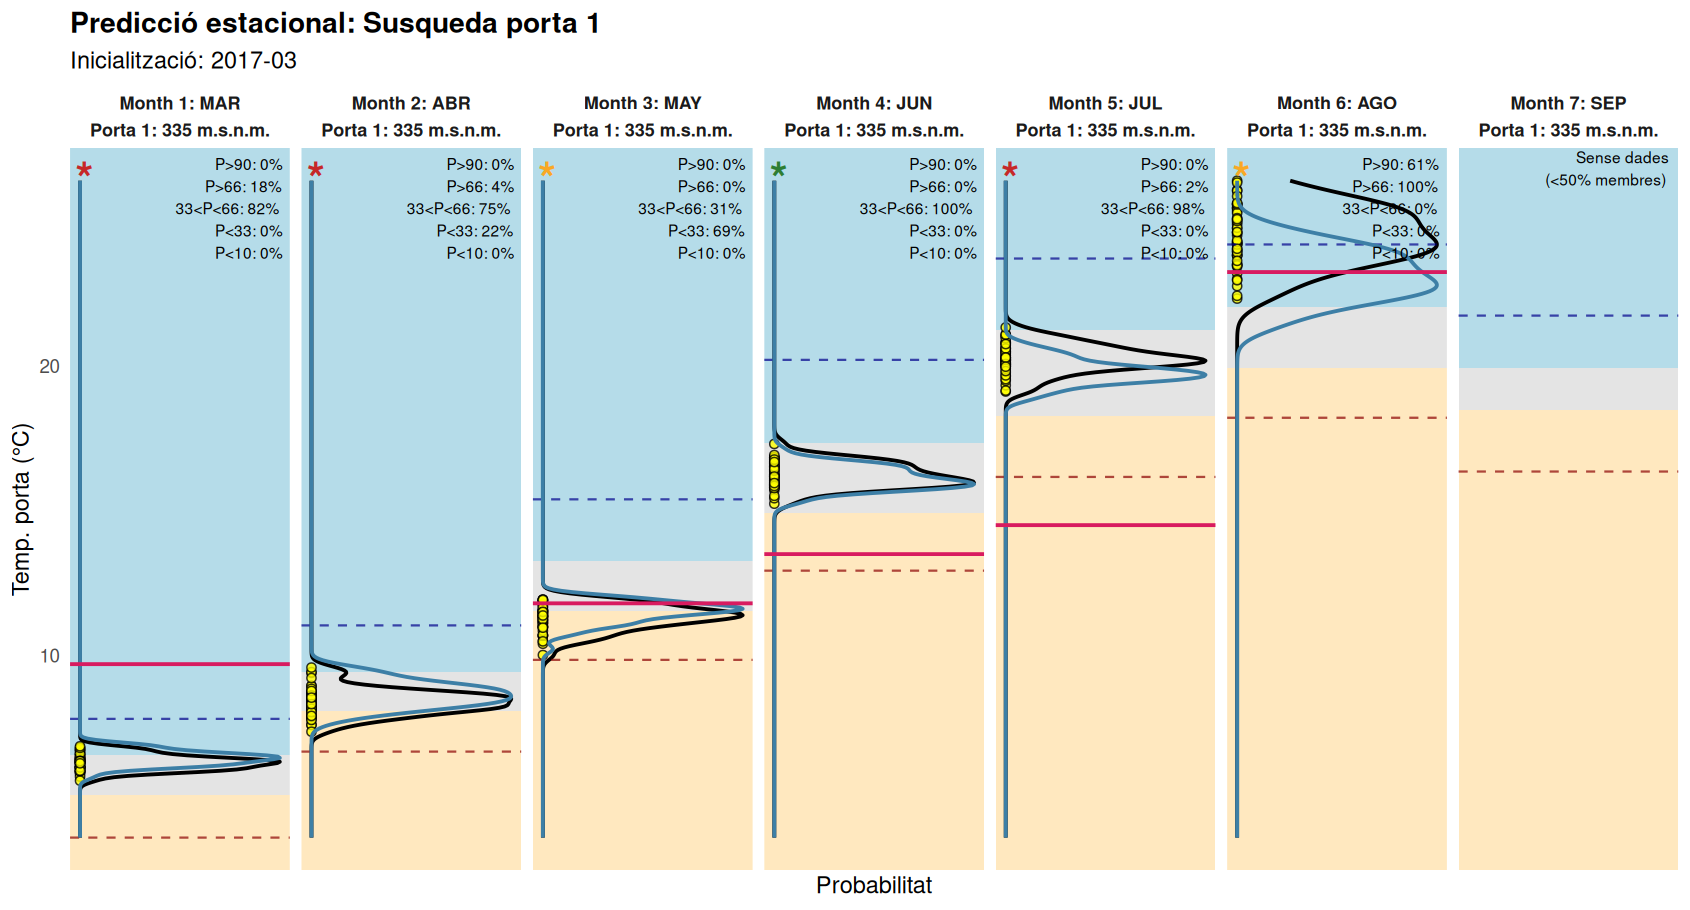 Predicció estacional: Susqueda porta 1
Inicialització: 2017-03
Month 1: MAR
Porta 1: 335 m.s.n.m.
Month 2: ABR
Porta 1: 335 m.s.n.m.
Month 3: MAY
Porta 1: 335 m.s.n.m.
Month 4: JUN
Porta 1: 335 m.s.n.m.
Month 5: JUL
Porta 1: 335 m.s.n.m.
Month 6: AGO
Porta 1: 335 m.s.n.m.
Month 7: SEP
Porta 1: 335 m.s.n.m.
*
P>90: 0%
P>66: 18%
33<P<66: 82%
P<33: 0%
P<10: 0%
*
P>90: 0%
P>66: 4%
33<P<66: 75%
P<33: 22%
P<10: 0%
*
P>90: 0%
P>66: 0%
33<P<66: 31%
P<33: 69%
P<10: 0%
*
P>90: 0%
P>66: 0%
33<P<66: 100%
P<33: 0%
P<10: 0%
*
P>90: 0%
P>66: 2%
33<P<66: 98%
P<33: 0%
P<10: 0%
*
P>90: 61%
P>66: 100%
33<P<66: 0%
P<33: 0%
P<10: 0%
Sense dades
(<50% membres)
20
10
Temp. porta (°C)
Probabilitat